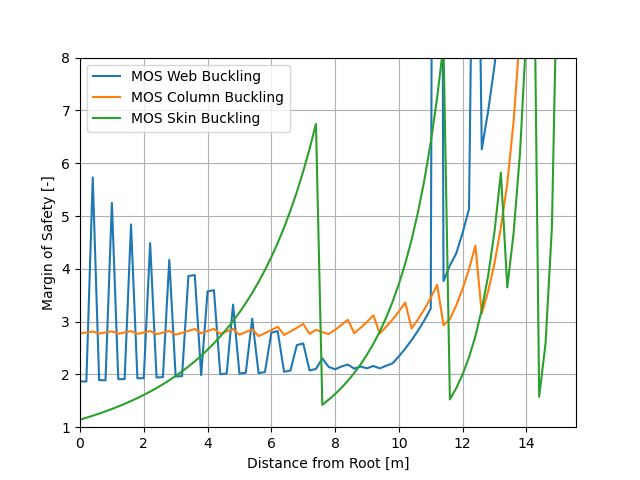 MOS Web Buckling
MOS Column Buckling
MOS Skin Buckling
8
7
6
5
4
3
2
1
Margin of Safety [-]
0 2 4 6 8 10 12 14
Distance from Root [m]